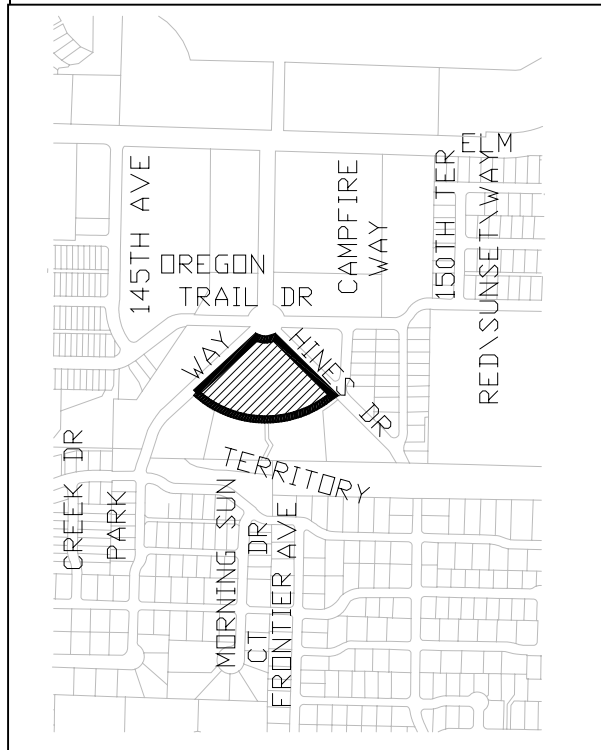 ELM
145TH AVE
CAMPFIRE
WAY
150TH TER
RED\SUNSET\WAY
OREGON
TRAIL DR
WAY
HINES DR
TERRITORY
CREEK DR
PARK
MORNING SUN
CT DR
FRONTIER AVE